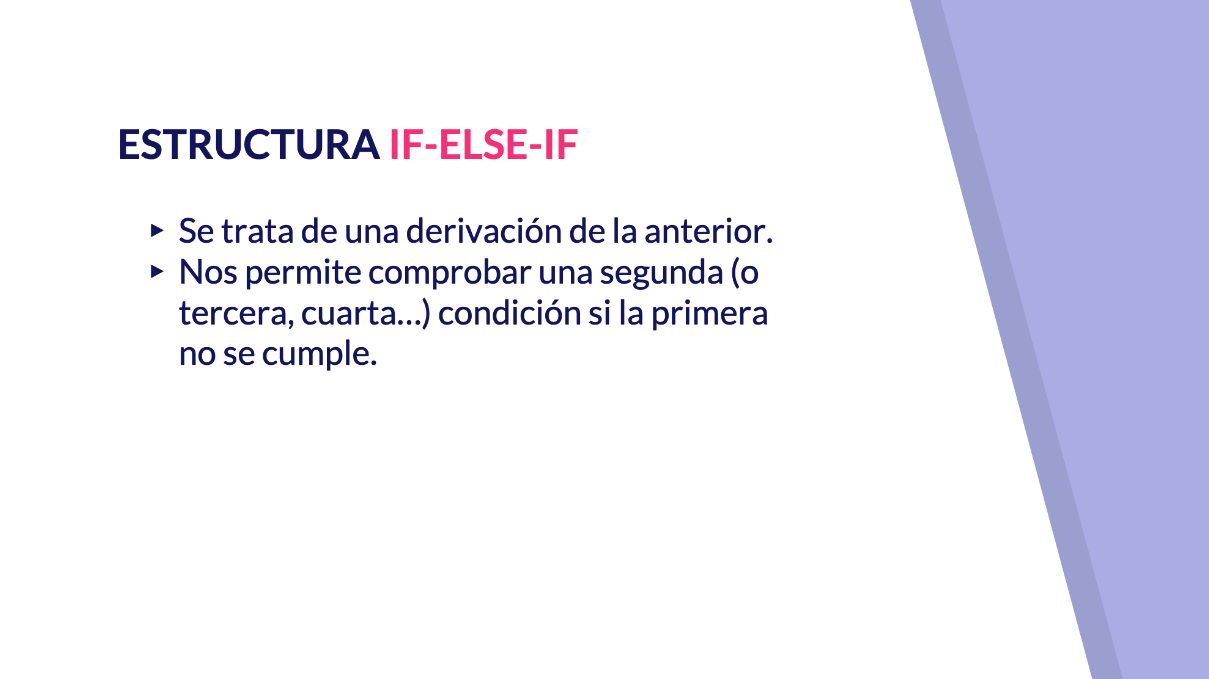 ESTRUCTURA IF-ELSE-IF
▸ Se trata de una derivación de la anterior.
▸ Nos permite comprobar una segunda (o
tercera, cuarta…) condición si la primera
no se cumple.